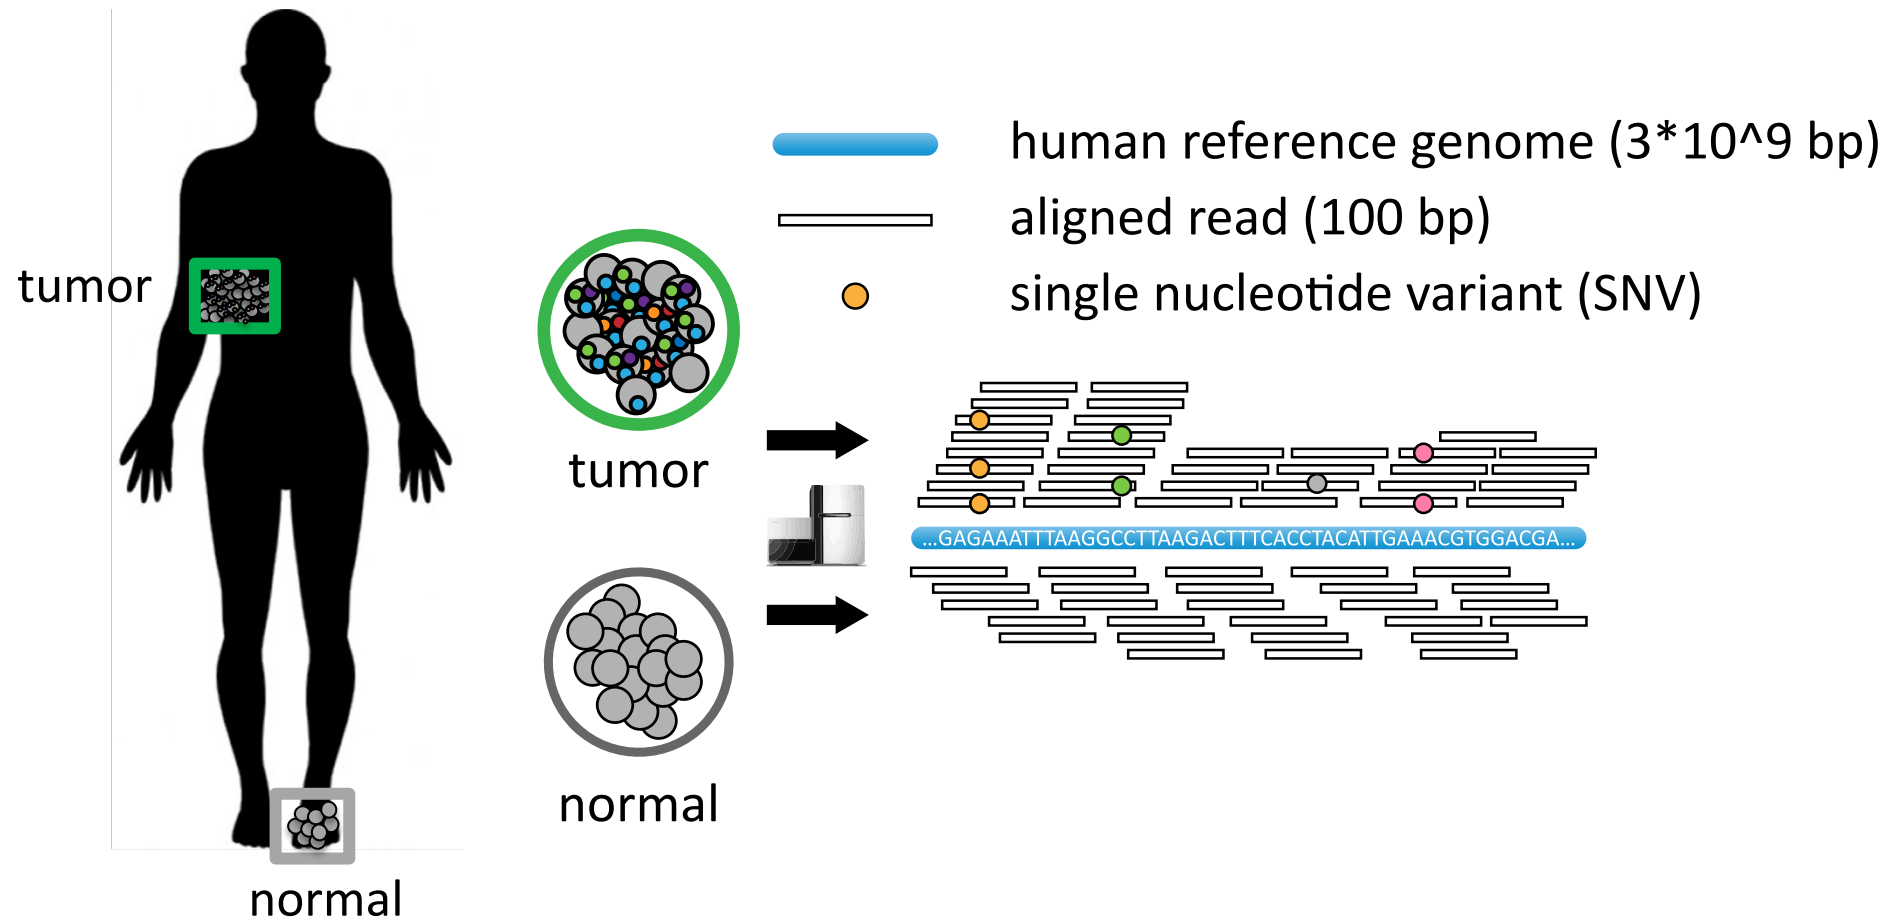 human reference genome (3*10^9 bp)
aligned read (100 bp)
single nucleotide variant (SNV)
tumor
tumor
...GAGAAATTTAAGGCCTTAAGACTTTCACCTACATTGAAACGTGGACGA...
normal
normal